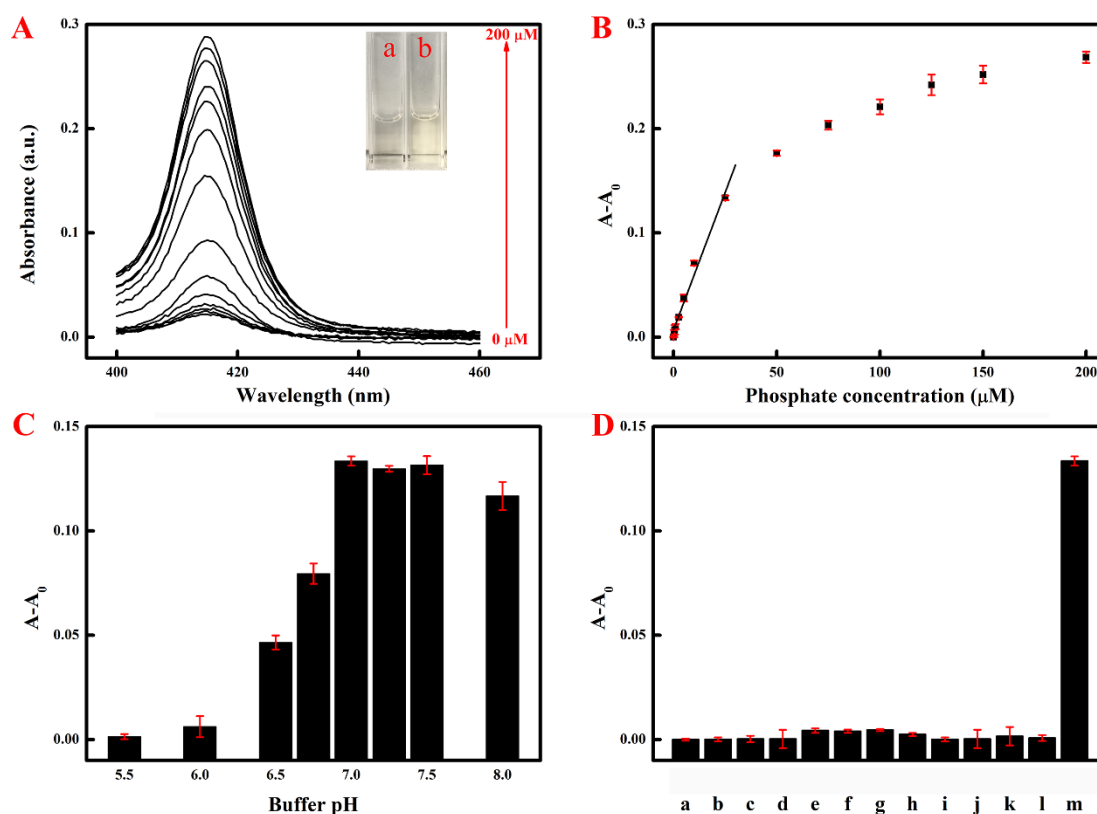 A
Absorbance (a.u.)
0.3
0.2
0.1
0.0
400
420
440
460
Wavelength (nm)
a b
200 μM
0 μM
B
A-A0
0.3
0.2
0.1
0.0
0
50
100
150
200
Phosphate concentration (μM)
C
A-A0
0.15
0.10
0.05
0.00
5.5
6.0
6.5
7.0
7.5
8.0
Buffer pH
D
A-A0
0.15
0.10
0.05
0.00
a b c d e f g h i j k l m